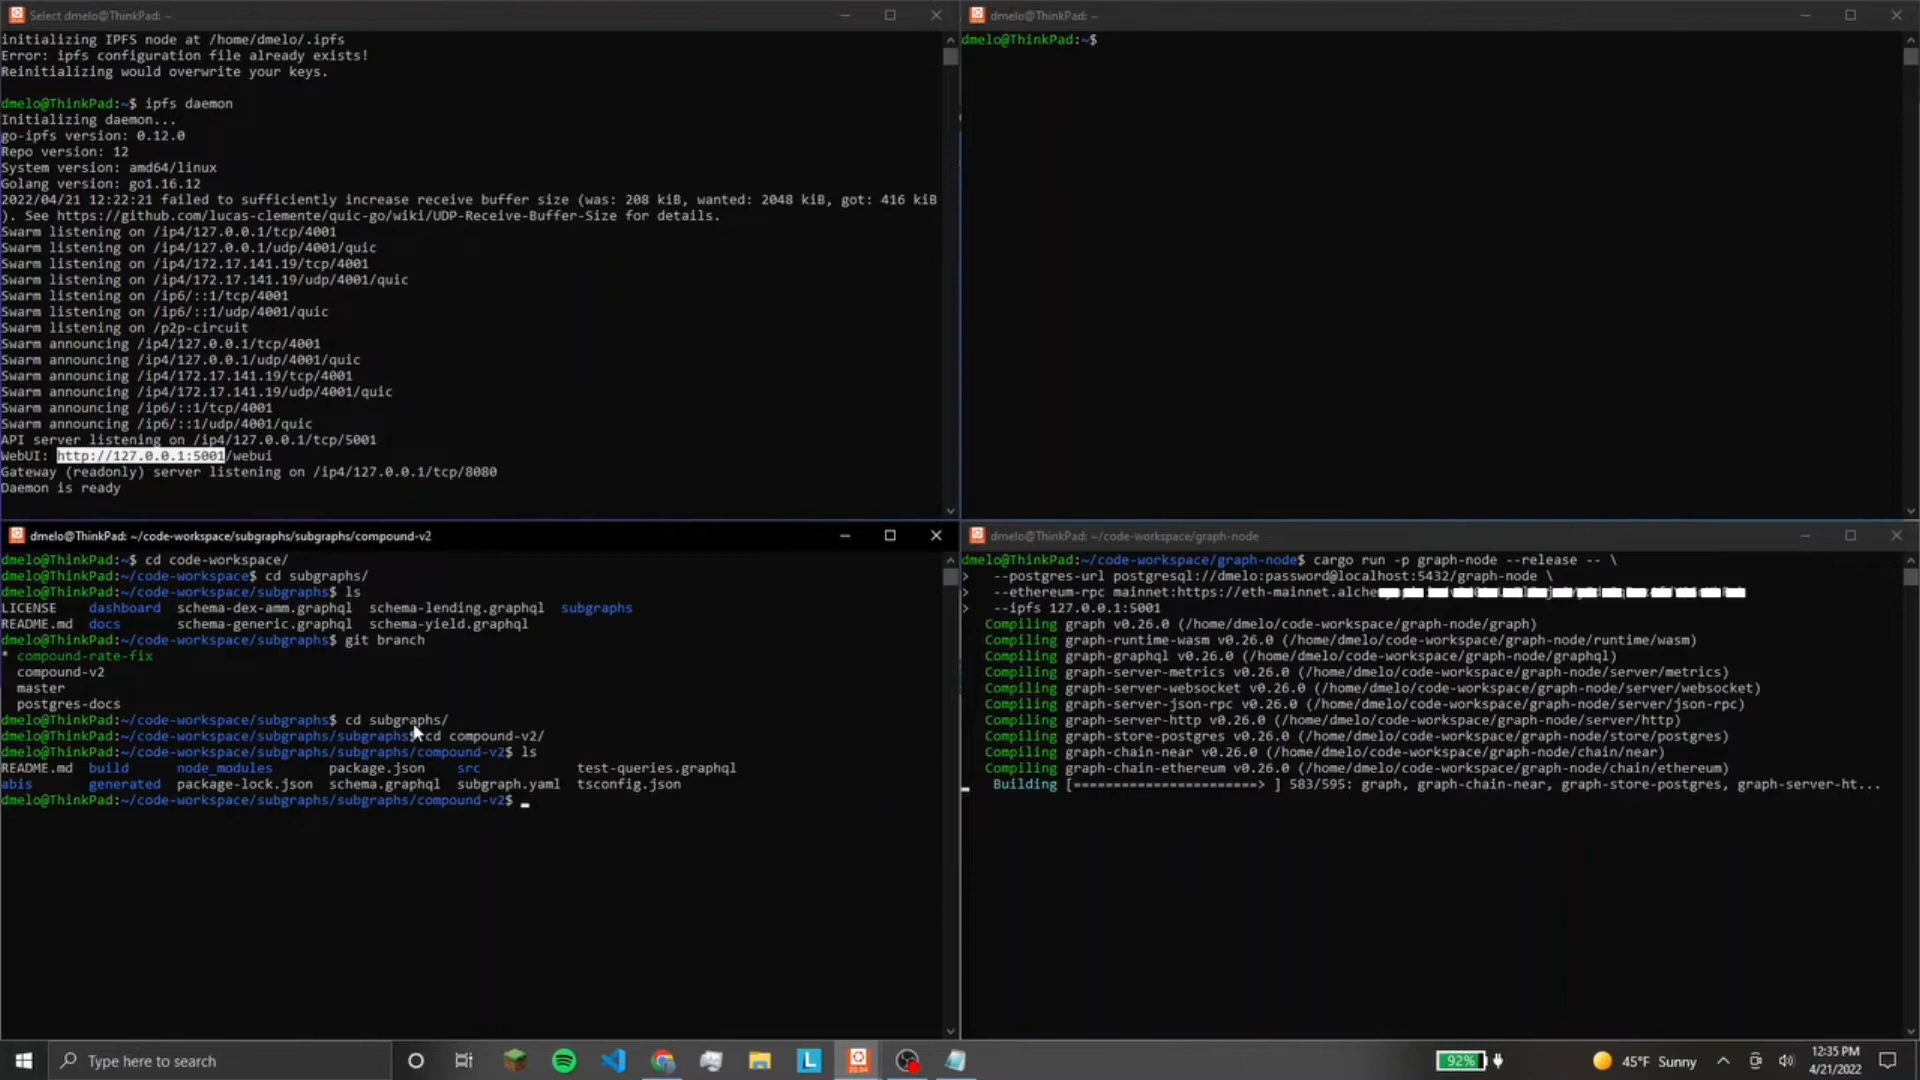 Select dmelo@ThinkPad: ~
initializing IPFS node at /home/dmelo/.ipfs
Error: ipfs configuration file already exists!
Reinitializing would overwrite your keys.
dmelo@ThinkPad:~$ ipfs daemon
Initializing daemon...
go-ipfs version: 0.12.0
Repo version: 12
System version: amd64/linux
Golang version: go1.16.12
2022/04/21 12:22:21 failed to sufficiently increase receive buffer size (was: 208 kiB, wanted: 2048 kiB, got: 416 kiB
). See https://github.com/lucas-clemente/quic-go/wiki/UDP-Receive-Buffer-Size for details.
Swarm listening on /ip4/127.0.0.1/tcp/4001
Swarm listening on /ip4/127.0.0.1/udp/4001/quic
Swarm listening on /ip4/172.17.141.19/tcp/4001
Swarm listening on /ip4/172.17.141.19/udp/4001/quic
Swarm listening on /ip6/::1/tcp/4001
Swarm listening on /ip6/::1/udp/4001/quic
Swarm listening on /p2p-circuit
Swarm announcing /ip4/127.0.0.1/tcp/4001
Swarm announcing /ip4/127.0.0.1/udp/4001/quic
Swarm announcing /ip4/172.17.141.19/tcp/4001
Swarm announcing /ip4/172.17.141.19/udp/4001/quic
Swarm announcing /ip6/::1/tcp/4001
Swarm announcing /ip6/::1/udp/4001/quic
API server listening on /ip4/127.0.0.1/tcp/5001
WebUI: http://127.0.0.1:5001/webui
Gateway (readonly) server listening on /ip4/127.0.0.1/tcp/8080
Daemon is ready
dmelo@ThinkPad: ~
dmelo@ThinkPad:~$
dmelo@ThinkPad: ~/code-workspace/subgraphs/subgraphs/compound-v2
dmelo@ThinkPad:~$ cd code-workspace/
dmelo@ThinkPad:~/code-workspace$ cd subgraphs/
dmelo@ThinkPad:~/code-workspace/subgraphs$ ls
LICENSE dashboard schema-dex-amm.graphql schema-lending.graphql subgraphs
README.md docs schema-generic.graphql schema-yield.graphql
dmelo@ThinkPad:~/code-workspace/subgraphs$ git branch
* compound-rate-fix
compound-v2
master
postgres-docs
dmelo@ThinkPad:~/code-workspace/subgraphs$ cd subgraphs/
dmelo@ThinkPad:~/code-workspace/subgraphs/subgraphs$ cd compound-v2/
dmelo@ThinkPad:~/code-workspace/subgraphs/subgraphs/compound-v2$ ls
README.md build node_modules package.json src test-queries.graphql
abis generated package-lock.json schema.graphql subgraph.yaml tsconfig.json
dmelo@ThinkPad:~/code-workspace/subgraphs/subgraphs/compound-v2$ _
dmelo@ThinkPad: ~/code-workspace/graph-node
dmelo@ThinkPad:~/code-workspace/graph-node$ cargo run -p graph-node --release -- \
> --postgres-url postgresql://dmelo:password@localhost:5432/graph-node \
> --ethereum-rpc mainnet:https://eth-mainnet.alche
> --ipfs 127.0.0.1:5001
Compiling graph v0.26.0 (/home/dmelo/code-workspace/graph-node/graph)
Compiling graph-runtime-wasm v0.26.0 (/home/dmelo/code-workspace/graph-node/runtime/wasm)
Compiling graph-graphql v0.26.0 (/home/dmelo/code-workspace/graph-node/graphql)
Compiling graph-server-metrics v0.26.0 (/home/dmelo/code-workspace/graph-node/server/metrics)
Compiling graph-server-websocket v0.26.0 (/home/dmelo/code-workspace/graph-node/server/websocket)
Compiling graph-server-json-rpc v0.26.0 (/home/dmelo/code-workspace/graph-node/server/json-rpc)
Compiling graph-server-http v0.26.0 (/home/dmelo/code-workspace/graph-node/server/http)
Compiling graph-store-postgres v0.26.0 (/home/dmelo/code-workspace/graph-node/store/postgres)
Compiling graph-chain-near v0.26.0 (/home/dmelo/code-workspace/graph-node/chain/near)
Compiling graph-chain-ethereum v0.26.0 (/home/dmelo/code-workspace/graph-node/chain/ethereum)
Building [=======================> ] 583/595: graph, graph-chain-near, graph-store-postgres, graph-server-ht...
Type here to search
L
20.04
92%
45°F Sunny
12:35 PM
4/21/2022